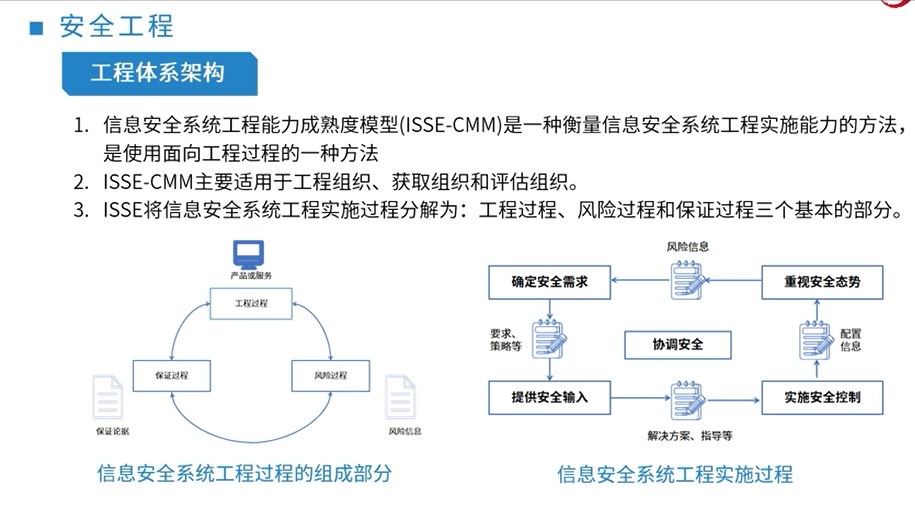 安全工程
工程体系架构
1. 信息安全系统工程能力成熟度模型(ISSE-CMM)是一种衡量信息安全系统工程实施能力的方法，
是使用面向工程过程的一种方法
2. ISSE-CMM主要适用于工程组织、获取组织和评估组织。
3. ISSE将信息安全系统工程实施过程分解为：工程过程、风险过程和保证过程三个基本的部分。
产品或服务
工程过程
保证过程
风险过程
保证论据
风险信息
信息安全系统工程过程的组成部分
风险信息
确定安全需求
重视安全态势
要求、
策略等
协调安全
配置
信息
提供安全输入
实施安全控制
解决方案、指导等
信息安全系统工程实施过程